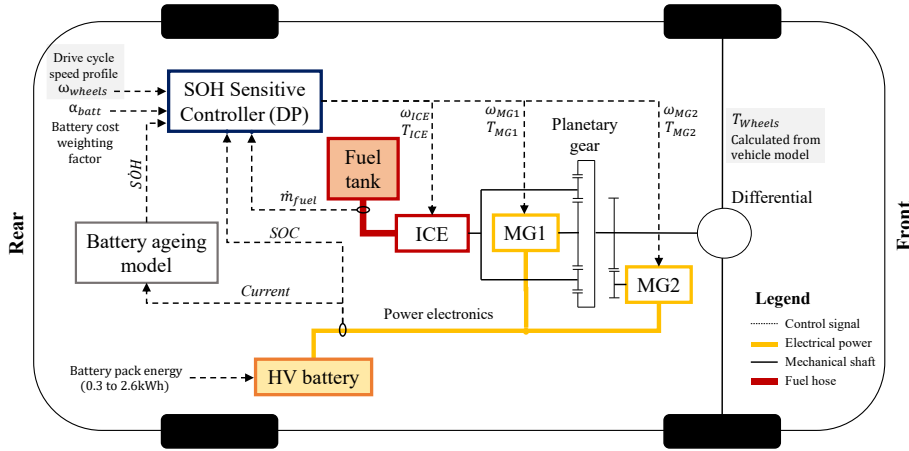 Drive cycle
speed profile
ω_wheels
α_batt
Battery cost
weighting
factor
SOH Sensitive
Controller (DP)
ω_ICE
T_ICE
ω_MG1
T_MG1
Planetary
gear
ω_MG2
T_MG2
T_Wheels
Calculated from
vehicle model
Fuel
tank
SȮH
ṁ_fuel
Differential
Rear
Front
ICE
MG1
SOC
Battery ageing
model
MG2
Current
Power electronics
Legend
Control signal
Electrical power
Mechanical shaft
Fuel hose
Battery pack energy
(0.3 to 2.6kWh)
HV battery